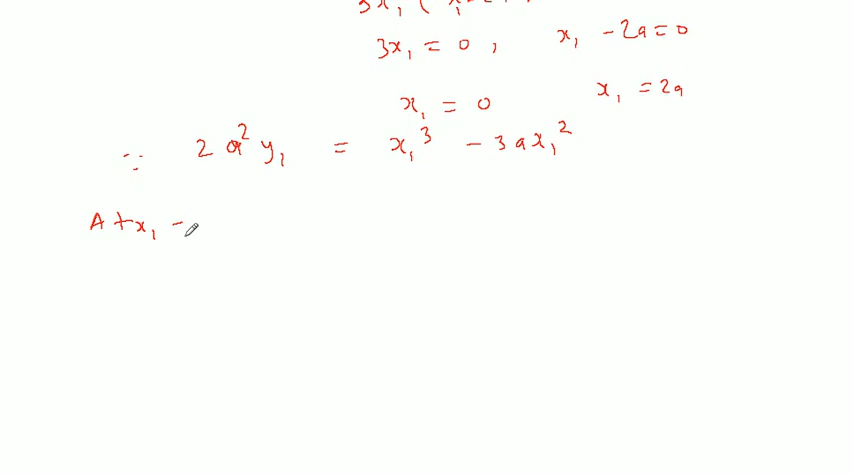 3x₁ = 0 , x₁ - 2a = 0
x₁ = 0 x₁ = 2a
∵ 2a²y₁ = x₁³ - 3ax₁²
At x₁ -